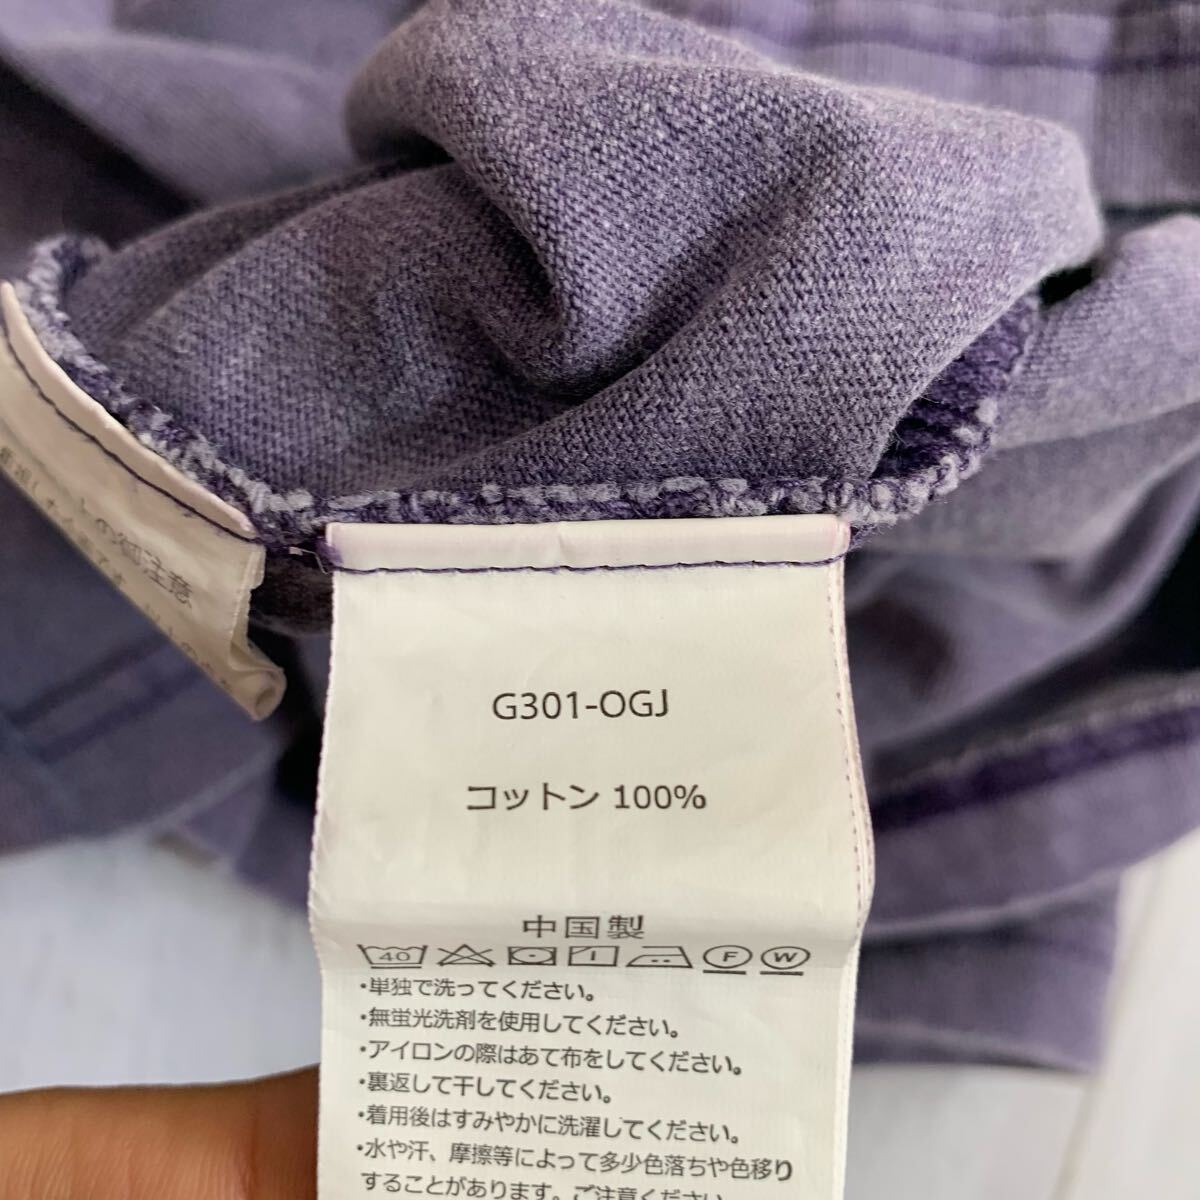 G301-OGJ
コットン 100%
中国製
40 F W
・単独で洗ってください。
・無蛍光洗剤を使用してください。
・アイロンの際はあて布をしてください。
・裏返して干してください。
・着用後はすみやかに洗濯してください。
・水や汗、摩擦等によって多少色落ちや色移り
することがあります。ご注意ください
上の御注意